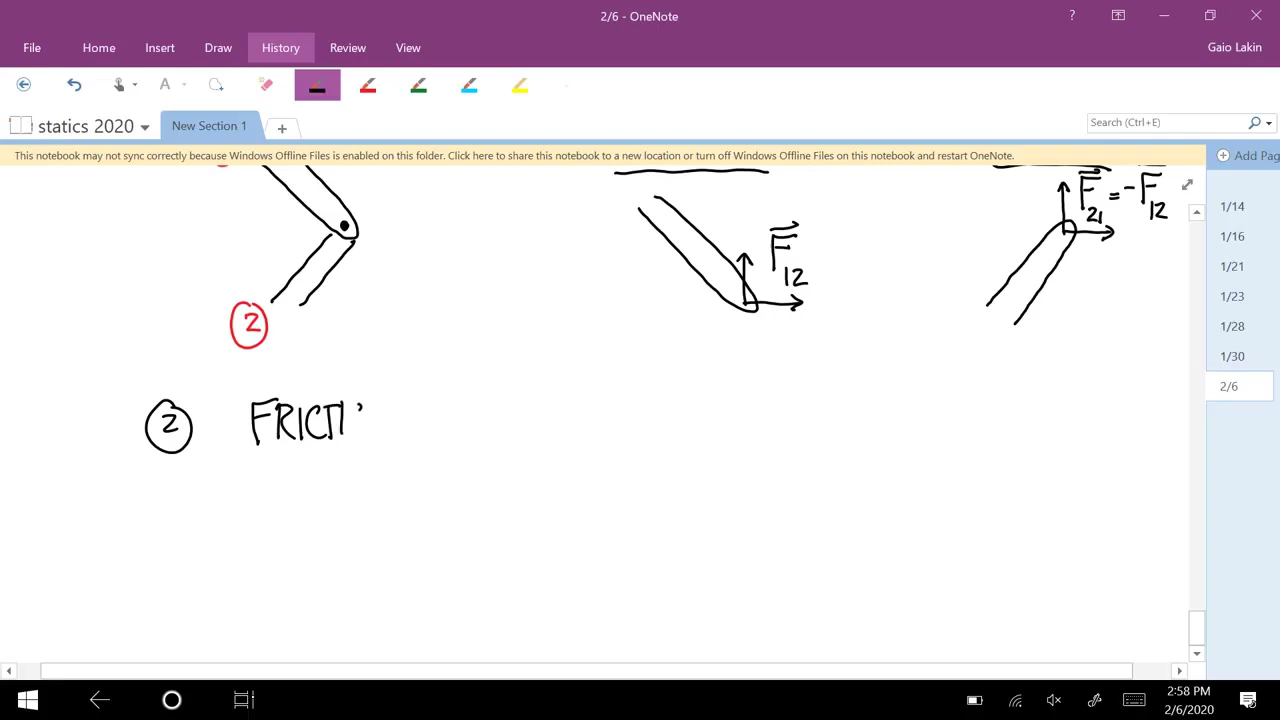 2/6 - OneNote
?
File Home Insert Draw History Review View
Gaio Lakin
A
statics 2020
New Section 1
+
Search (Ctrl+E)
This notebook may not sync correctly because Windows Offline Files is enabled on this folder. Click here to share this notebook to a new location or turn off Windows Offline Files on this notebook and restart OneNote.
Add Pag
1/14
1/16
1/21
1/23
1/28
1/30
2/6
F⃗12
F⃗21 = -F⃗12
2
2 FRICTI
2:58 PM
2/6/2020